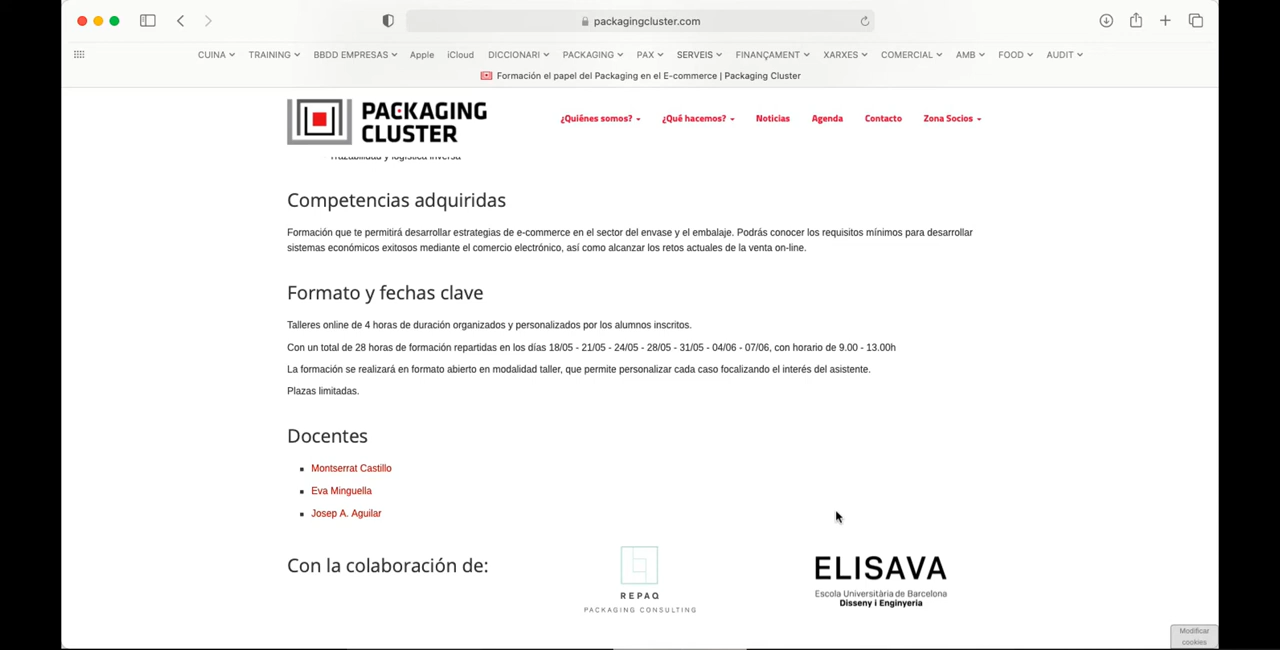 packagingcluster.com
CUINA TRAINING BBDD EMPRESAS Apple iCloud DICCIONARI PACKAGING PAX SERVEIS FINANÇAMENT XARXES COMERCIAL AMB FOOD AUDIT
Formación el papel del Packaging en el E-commerce | Packaging Cluster
PACKAGING
CLUSTER
¿Quiénes somos? ¿Qué hacemos? Noticias Agenda Contacto Zona Socios
Trazabilidad y logística inversa
Competencias adquiridas
Formación que te permitirá desarrollar estrategias de e-commerce en el sector del envase y el embalaje. Podrás conocer los requisitos mínimos para desarrollar
sistemas económicos exitosos mediante el comercio electrónico, así como alcanzar los retos actuales de la venta on-line.
Formato y fechas clave
Talleres online de 4 horas de duración organizados y personalizados por los alumnos inscritos.
Con un total de 28 horas de formación repartidas en los días 18/05 - 21/05 - 24/05 - 28/05 - 31/05 - 04/06 - 07/06, con horario de 9.00 - 13.00h
La formación se realizará en formato abierto en modalidad taller, que permite personalizar cada caso focalizando el interés del asistente.
Plazas limitadas.
Docentes
Montserrat Castillo
Eva Minguella
Josep A. Aguilar
Con la colaboración de:
REPAQ
PACKAGING CONSULTING
ELISAVA
Escola Universitària de Barcelona
Disseny i Enginyeria
Modificar
cookies